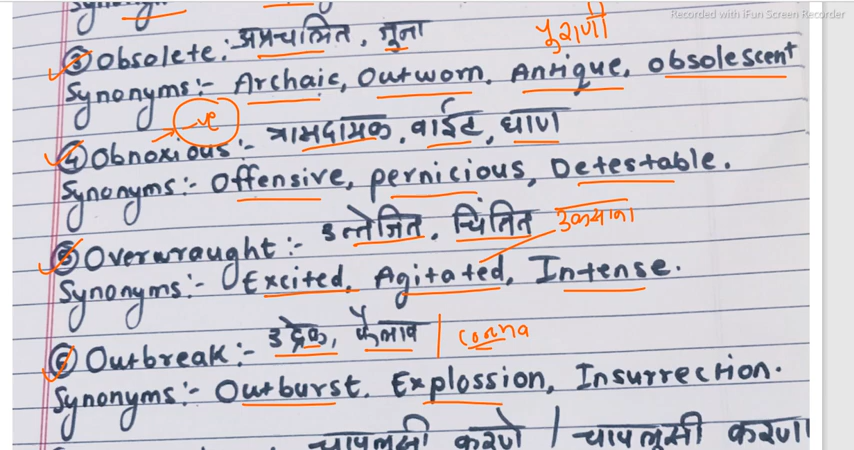 Recorded with iFun Screen Recorder
③ Obsolete: अप्रचलित, जुना पुराणी
Synonyms:- Archaic, Outworn, Antique, obsolescent
-ve
④ Obnoxious:- त्रासदायक, वाईट, घाण
Synonyms:- Offensive, pernicious, Detestable.
⑤ Overwraught:- उत्तेजित, चिंतित उकसाना
Synonyms:- Excited, Agitated, Intense.
⑥ Outbreak:- उद्रेक, फैलाव | corona
Synonyms:- Outburst, Explossion, Insurrection.
चापलुसी करणे / चापलूसी करणा